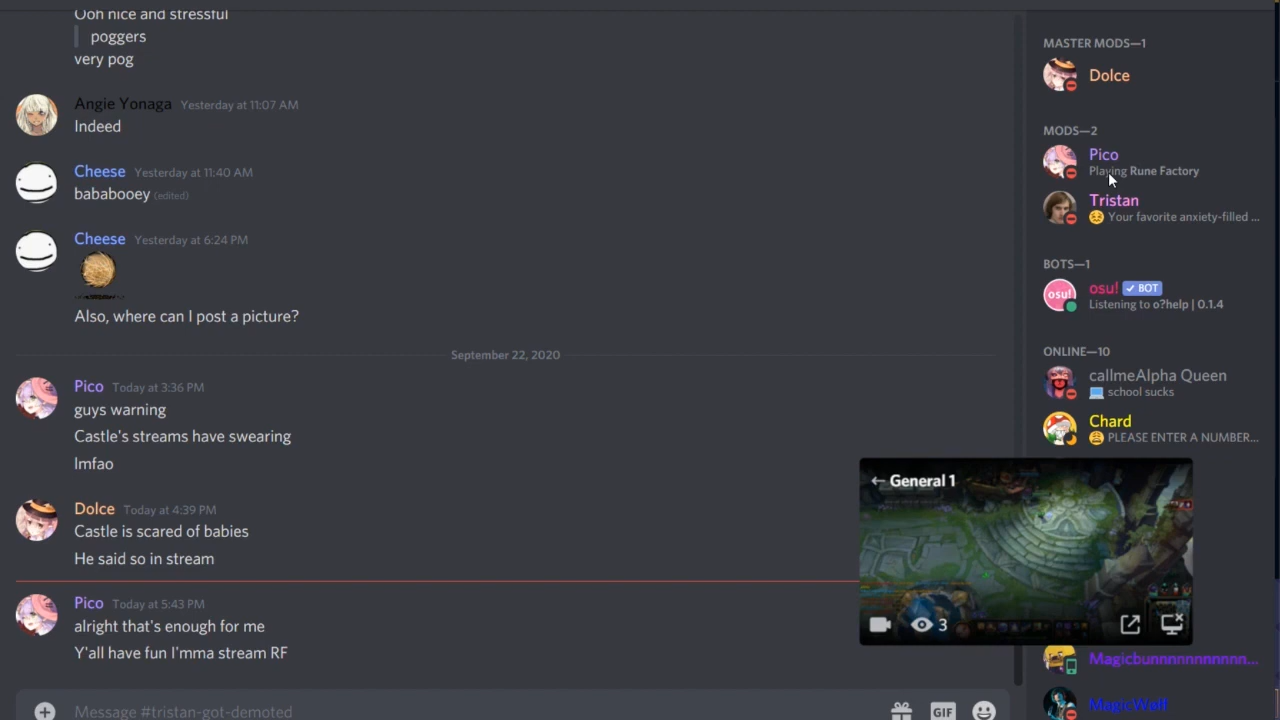 Ooh nice and stressful
poggers
very pog
Angie Yonaga Yesterday at 11:07 AM
Indeed
Cheese Yesterday at 11:40 AM
bababooey (edited)
Cheese Yesterday at 6:24 PM
Also, where can I post a picture?
September 22, 2020
Pico Today at 3:36 PM
guys warning
Castle's streams have swearing
lmfao
Dolce Today at 4:39 PM
Castle is scared of babies
He said so in stream
Pico Today at 5:43 PM
alright that's enough for me
Y'all have fun I'mma stream RF
Message #tristan-got-demoted
GIF
MASTER MODS—1
Dolce
MODS—2
Pico
Playing Rune Factory
Tristan
Your favorite anxiety-filled ...
BOTS—1
osu!
osu! ✓ BOT
Listening to o?help | 0.1.4
ONLINE—10
callmeAlpha Queen
school sucks
Chard
PLEASE ENTER A NUMBER...
← General 1
3
Magicbunnnnnnnnnnn...
MagicWolf